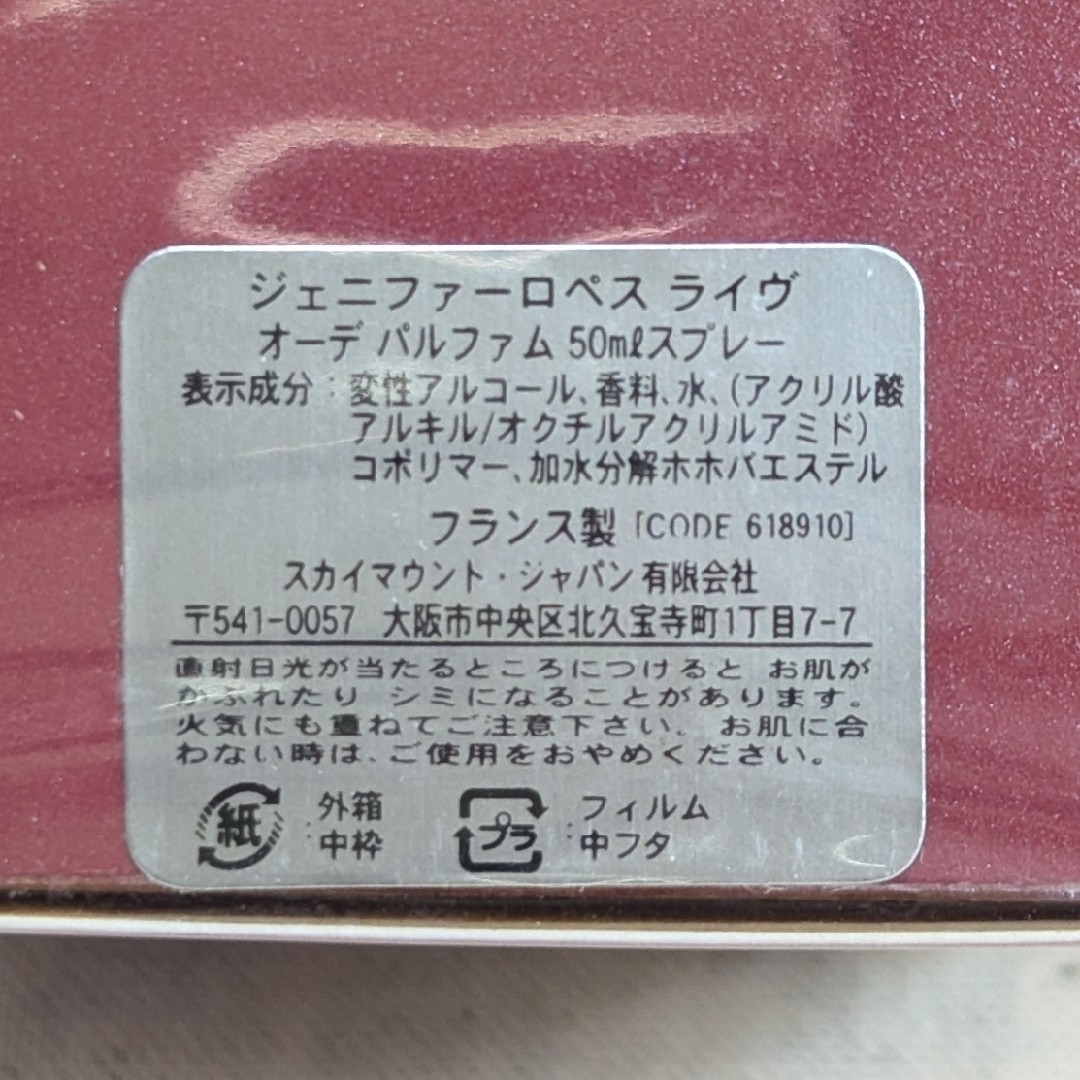 ジェニファーロペス ライヴ
オーデ パルファム 50mℓスプレー
表示成分：変性アルコール、香料、水、(アクリル酸
アルキル/オクチルアクリルアミド)
コポリマー、加水分解ホホバエステル
フランス製 [CODE 618910]
スカイマウント・ジャパン有限会社
〒541-0057 大阪市中央区北久宝寺町1丁目7-7
直射日光が当たるところにつけると お肌が
かぶれたり シミになることがあります。
火気にも重ねてご注意下さい。 お肌に合
わない時は、ご使用をおやめください。
紙 : 外箱 プラ : フィルム
中枠 中フタ